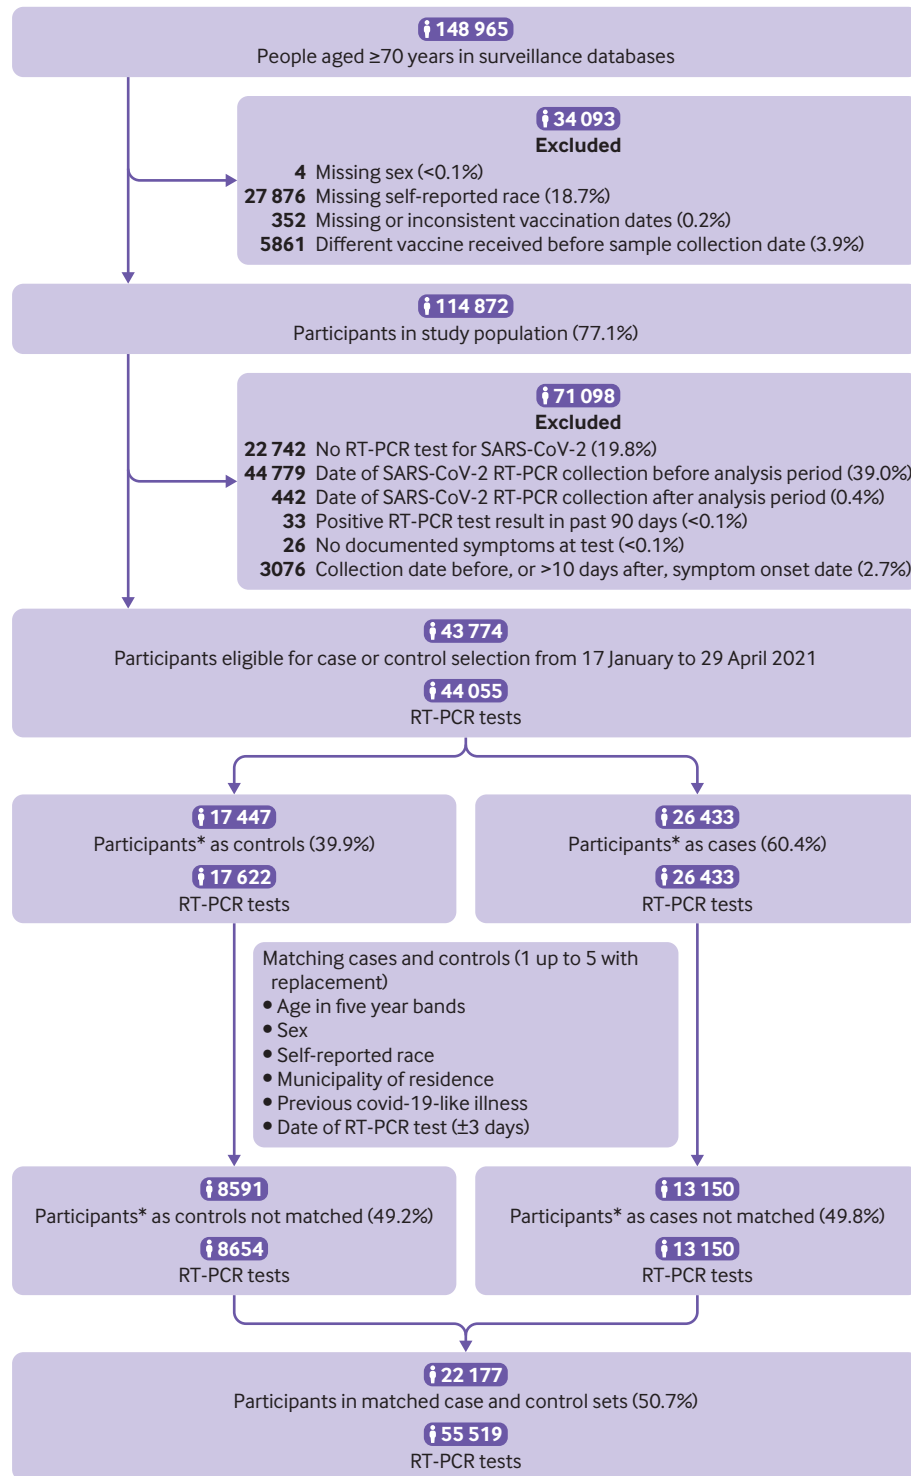 148 965
People aged ≥70 years in surveillance databases
34 093
Excluded
4 Missing sex (<0.1%)
27 876 Missing self-reported race (18.7%)
352 Missing or inconsistent vaccination dates (0.2%)
5861 Different vaccine received before sample collection date (3.9%)
114 872
Participants in study population (77.1%)
71 098
Excluded
22 742 No RT-PCR test for SARS-CoV-2 (19.8%)
44 779 Date of SARS-CoV-2 RT-PCR collection before analysis period (39.0%)
442 Date of SARS-CoV-2 RT-PCR collection after analysis period (0.4%)
33 Positive RT-PCR test result in past 90 days (<0.1%)
26 No documented symptoms at test (<0.1%)
3076 Collection date before, or >10 days after, symptom onset date (2.7%)
43 774
Participants eligible for case or control selection from 17 January to 29 April 2021
44 055
RT-PCR tests
17 447
Participants* as controls (39.9%)
17 622
RT-PCR tests
26 433
Participants* as cases (60.4%)
26 433
RT-PCR tests
Matching cases and controls (1 up to 5 with
replacement)
• Age in five year bands
• Sex
• Self-reported race
• Municipality of residence
• Previous covid-19-like illness
• Date of RT-PCR test (±3 days)
8591
Participants* as controls not matched (49.2%)
8654
RT-PCR tests
13 150
Participants* as cases not matched (49.8%)
13 150
RT-PCR tests
22 177
Participants in matched case and control sets (50.7%)
55 519
RT-PCR tests